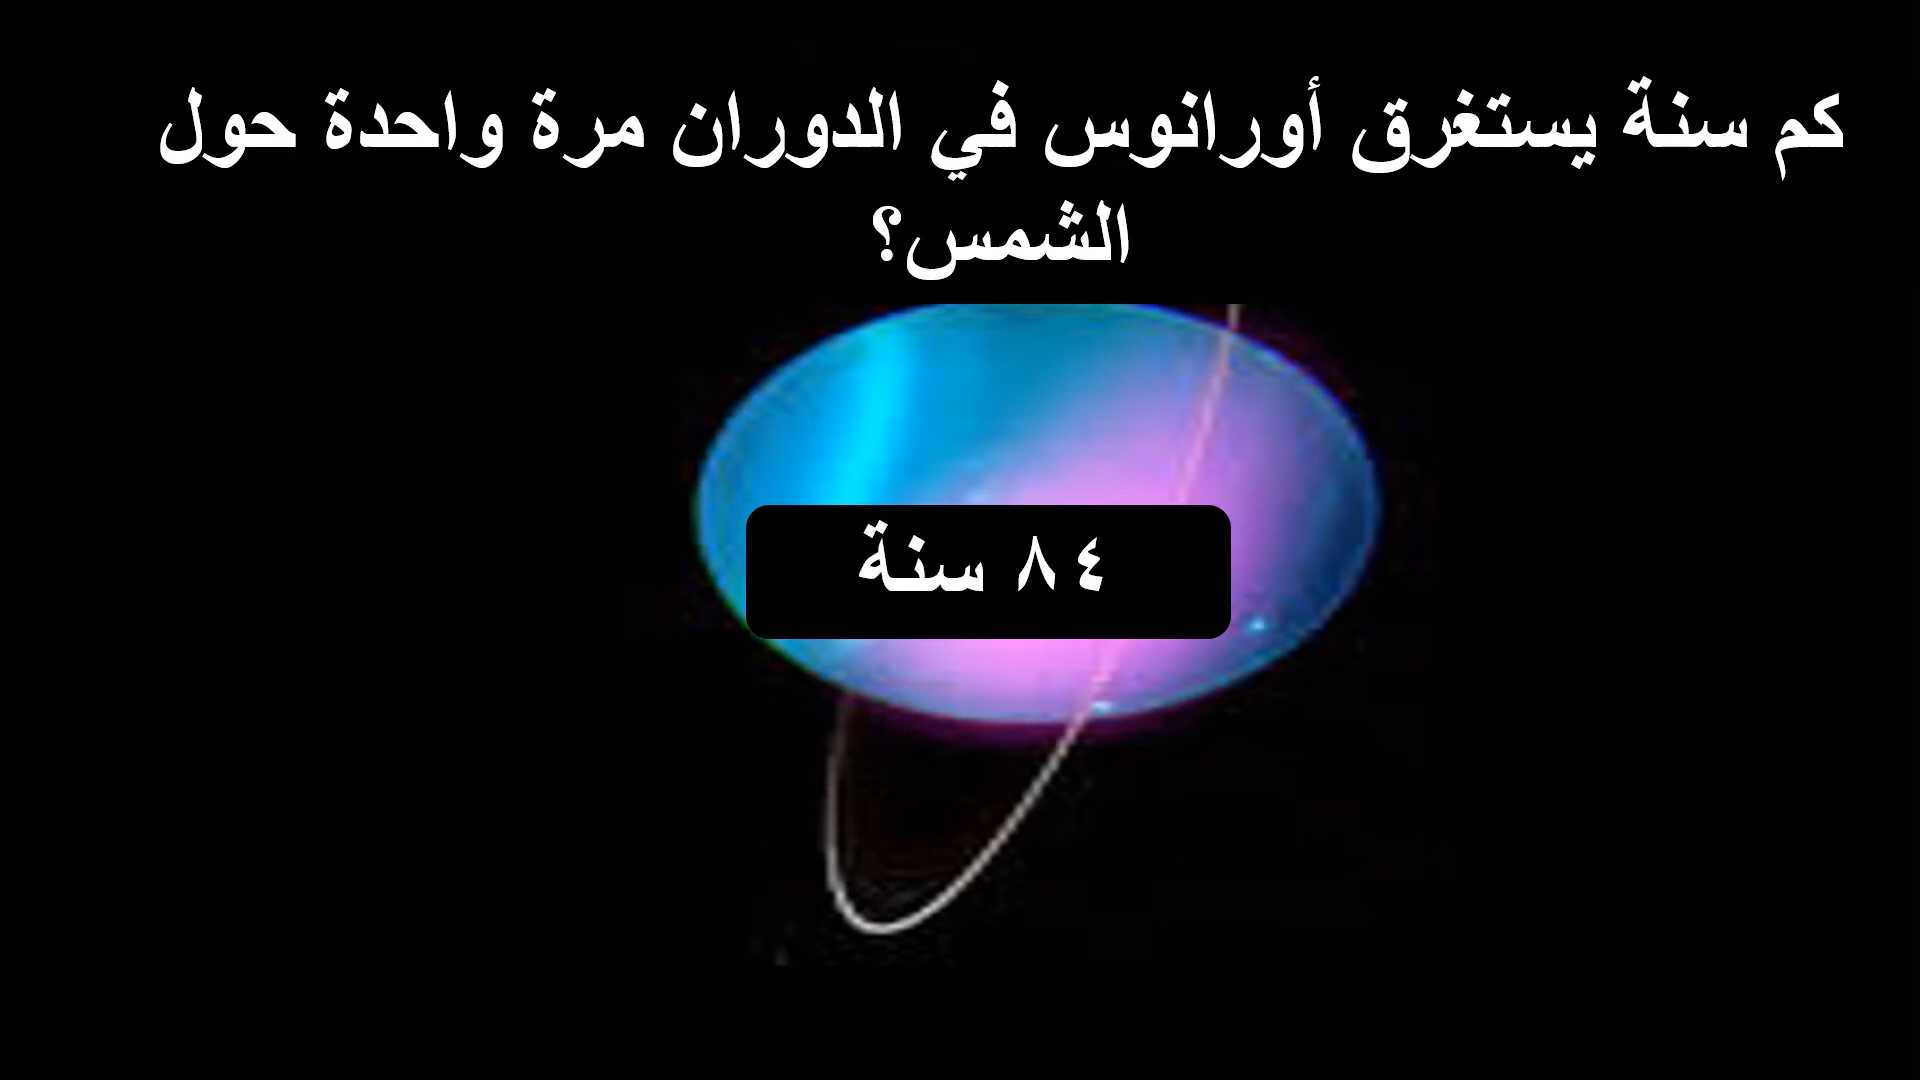 كم سنة يستغرق أورانوس في الدوران مرة واحدة حول
الشمس؟
٨٤ سنة